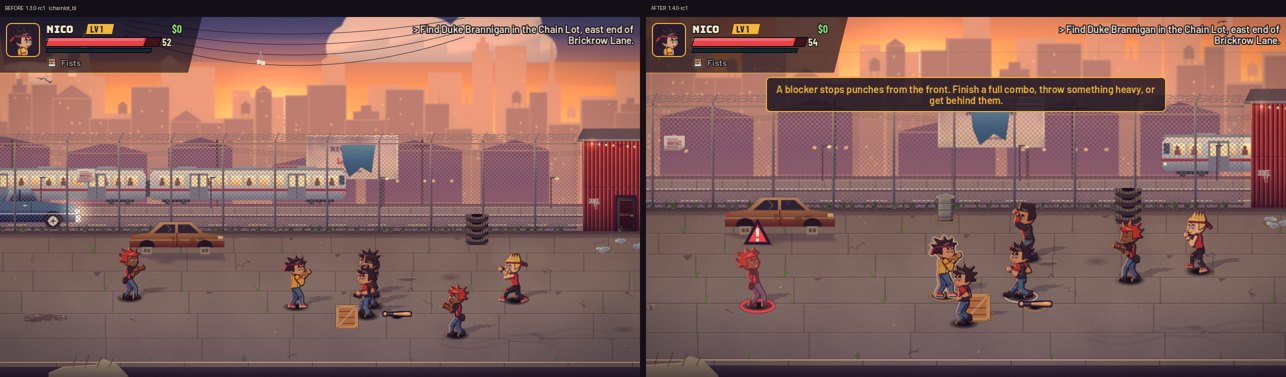 BEFORE 1.3.0-rc1 (chainlot_b)
NICO LV1 $0
52
Fists
> Find Duke Brannigan in the Chain Lot, east end of
Brickrow Lane.
AFTER 1.4.0-rc1
NICO LV1 $0
54
Fists
> Find Duke Brannigan in the Chain Lot, east end of
Brickrow Lane.
A blocker stops punches from the front. Finish a full combo, throw something heavy, or
get behind them.
DUKE